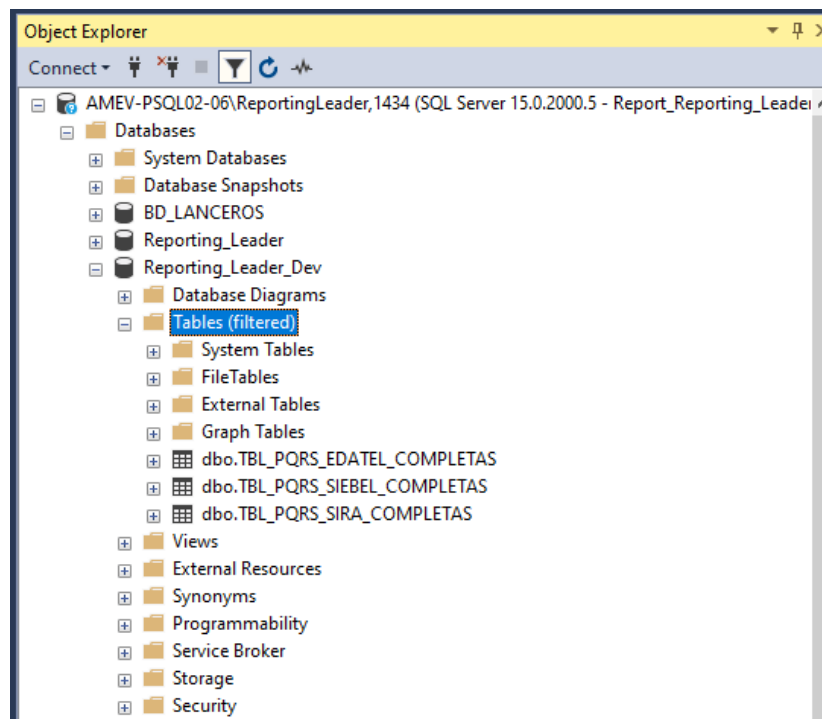 Object Explorer
Connect
AMEV-PSQL02-06\ReportingLeader,1434 (SQL Server 15.0.2000.5 - Report_Reporting_Leader
Databases
System Databases
Database Snapshots
BD_LANCEROS
Reporting_Leader
Reporting_Leader_Dev
Database Diagrams
Tables (filtered)
System Tables
FileTables
External Tables
Graph Tables
dbo.TBL_PQRS_EDATEL_COMPLETAS
dbo.TBL_PQRS_SIEBEL_COMPLETAS
dbo.TBL_PQRS_SIRA_COMPLETAS
Views
External Resources
Synonyms
Programmability
Service Broker
Storage
Security